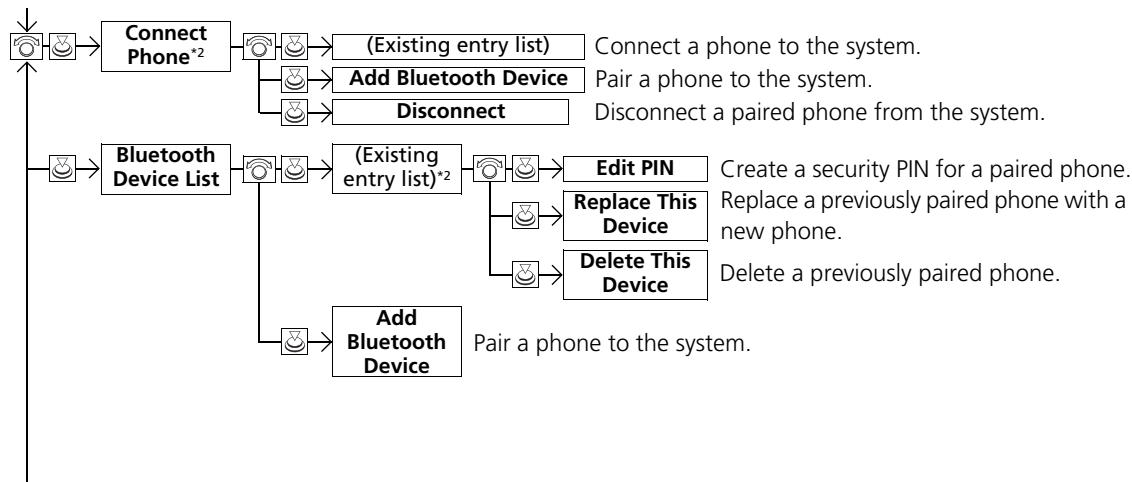 Connect
Phone*2
(Existing entry list) Connect a phone to the system.
Add Bluetooth Device Pair a phone to the system.
Disconnect Disconnect a paired phone from the system.
Bluetooth
Device List
(Existing
entry list)*2
Edit PIN Create a security PIN for a paired phone.
Replace This
Device
Replace a previously paired phone with a
new phone.
Delete This
Device
Delete a previously paired phone.
Add
Bluetooth
Device
Pair a phone to the system.